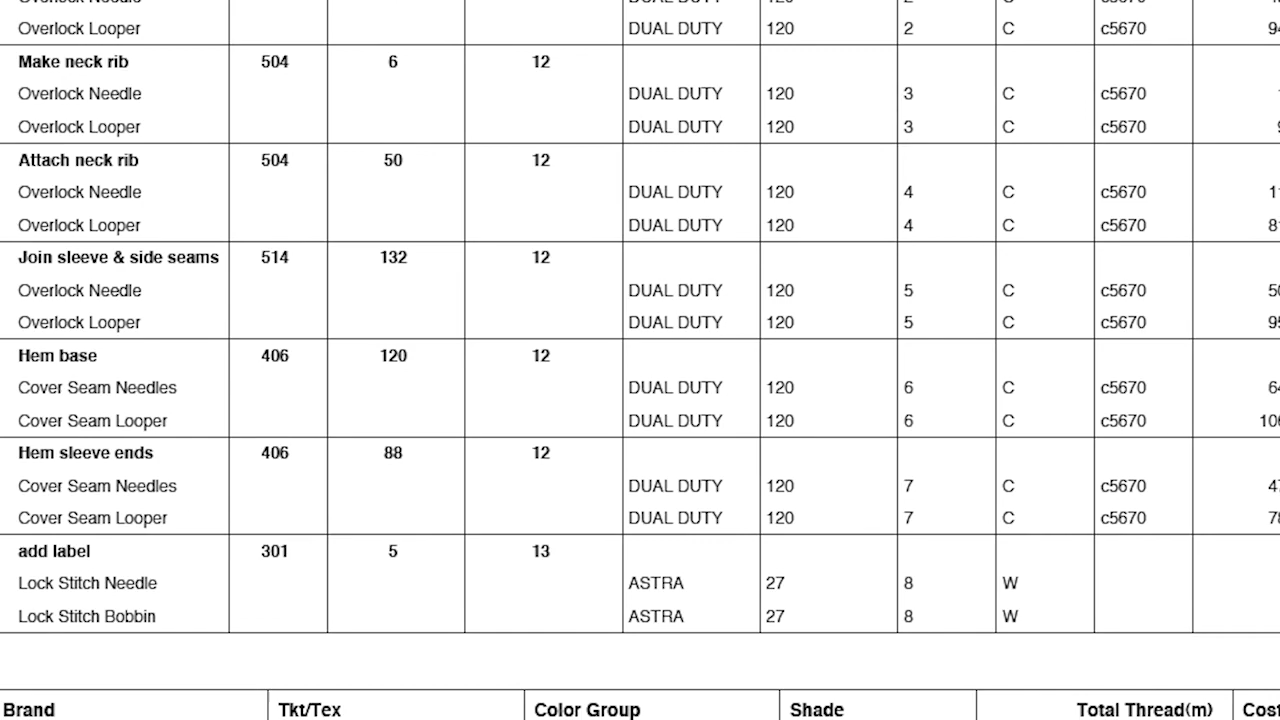 Overlock Looper DUAL DUTY 120 2 C c5670
Make neck rib 504 6 12
Overlock Needle DUAL DUTY 120 3 C c5670
Overlock Looper DUAL DUTY 120 3 C c5670
Attach neck rib 504 50 12
Overlock Needle DUAL DUTY 120 4 C c5670
Overlock Looper DUAL DUTY 120 4 C c5670
Join sleeve & side seams 514 132 12
Overlock Needle DUAL DUTY 120 5 C c5670
Overlock Looper DUAL DUTY 120 5 C c5670
Hem base 406 120 12
Cover Seam Needles DUAL DUTY 120 6 C c5670
Cover Seam Looper DUAL DUTY 120 6 C c5670
Hem sleeve ends 406 88 12
Cover Seam Needles DUAL DUTY 120 7 C c5670
Cover Seam Looper DUAL DUTY 120 7 C c5670
add label 301 5 13
Lock Stitch Needle ASTRA 27 8 W
Lock Stitch Bobbin ASTRA 27 8 W
Brand Tkt/Tex Color Group Shade Total Thread(m) Cost